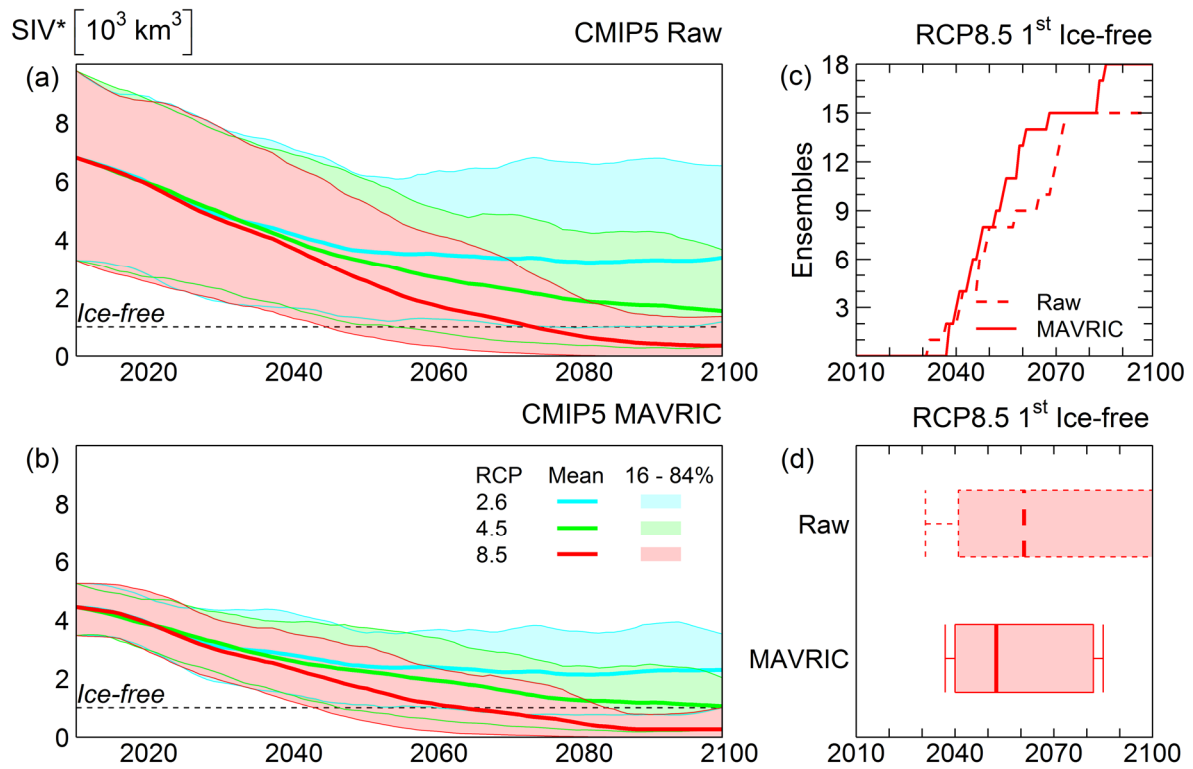 SIV* [10³ km³]
CMIP5 Raw
(a)
8
6
4
2
0
Ice-free
2020 2040 2060 2080 2100
RCP8.5 1st Ice-free
(c)
Ensembles
18
15
12
9
6
3
Raw
MAVRIC
2010 2040 2070 2100
CMIP5 MAVRIC
(b)
RCP Mean 16 - 84%
2.6
4.5
8.5
8
6
4
2
0
Ice-free
2020 2040 2060 2080 2100
RCP8.5 1st Ice-free
(d)
Raw
MAVRIC
2010 2040 2070 2100